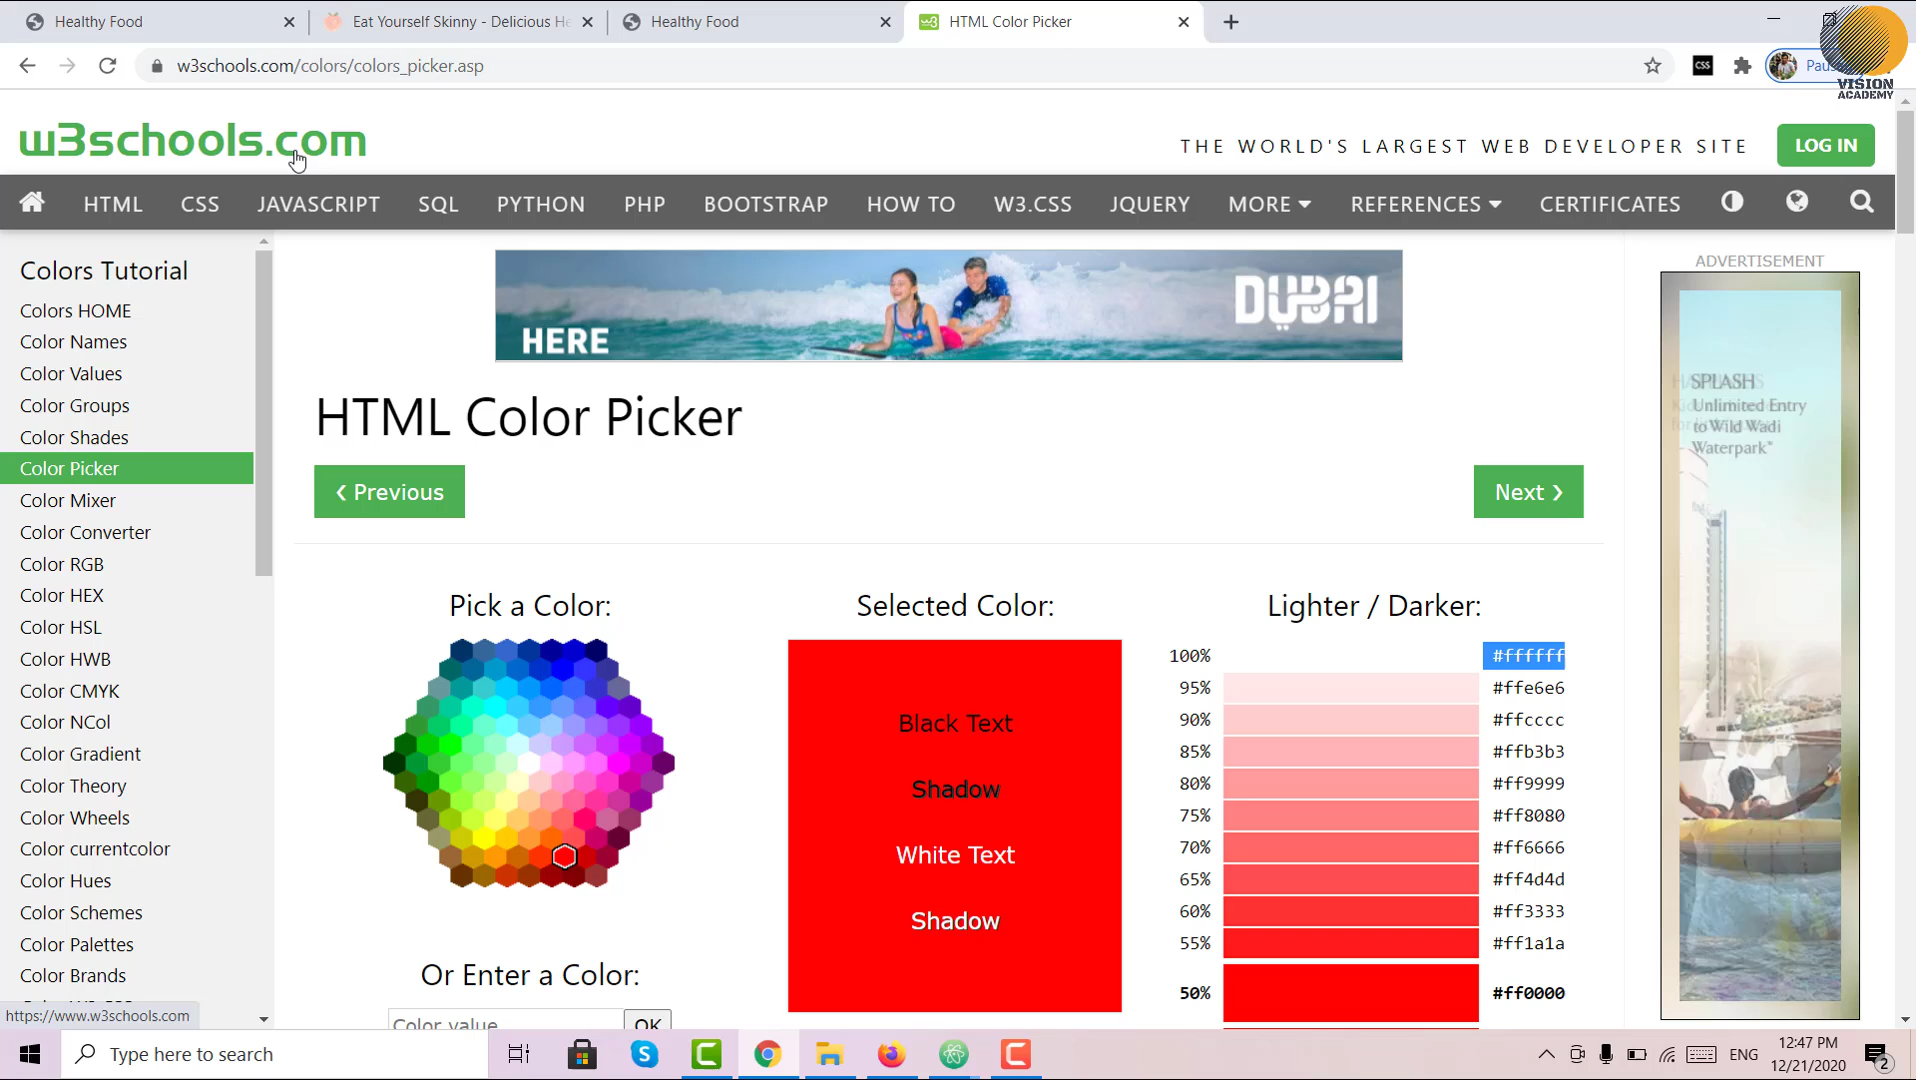 Healthy Food
Eat Yourself Skinny - Delicious He
Healthy Food
HTML Color Picker
w3schools.com/colors/colors_picker.asp
CSS
VISION
ACADEMY
w3schools.com
THE WORLD'S LARGEST WEB DEVELOPER SITE
LOG IN
HTML CSS JAVASCRIPT SQL PYTHON PHP BOOTSTRAP HOW TO W3.CSS JQUERY MORE REFERENCES CERTIFICATES
Colors Tutorial
Colors HOME
Color Names
Color Values
Color Groups
Color Shades
Color Picker
Color Mixer
Color Converter
Color RGB
Color HEX
Color HSL
Color HWB
Color CMYK
Color NCol
Color Gradient
Color Theory
Color Wheels
Color currentcolor
Color Hues
Color Schemes
Color Palettes
Color Brands
https://www.w3schools.com
HERE
DUBAI
HTML Color Picker
❮ Previous
Next ❯
Pick a Color:
Or Enter a Color:
Color value
OK
Selected Color:
Black Text
Shadow
White Text
Shadow
Lighter / Darker:
100% #ffffff
95% #ffe6e6
90% #ffcccc
85% #ffb3b3
80% #ff9999
75% #ff8080
70% #ff6666
65% #ff4d4d
60% #ff3333
55% #ff1a1a
50% #ff0000
ADVERTISEMENT
SPLASH
Unlimited Entry
to Wild Wadi
Waterpark"
Type here to search
ENG
12:47 PM
12/21/2020
2